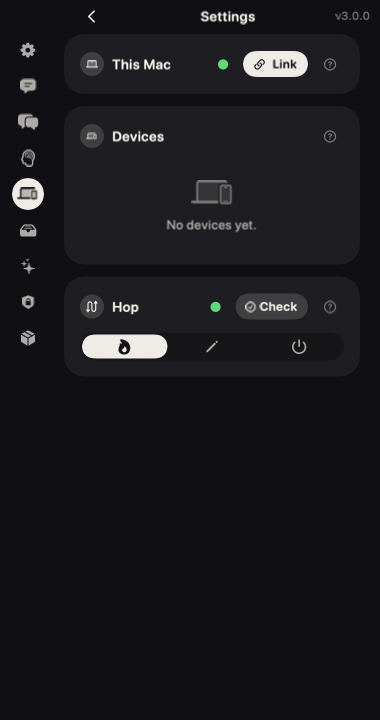 Settings
v3.0.0
This Mac
Link
Devices
No devices yet.
Hop
Check